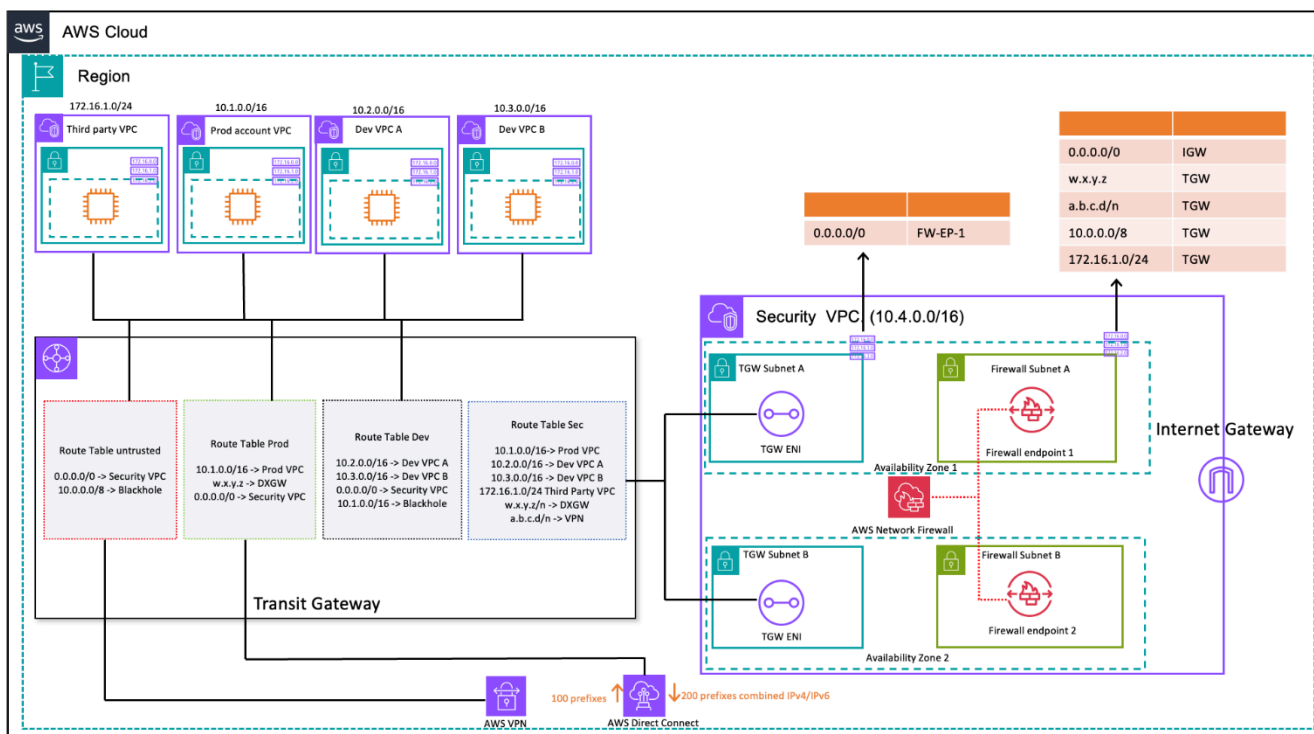 aws
AWS Cloud
Region
172.16.1.0/24
10.1.0.0/16
10.2.0.0/16
10.3.0.0/16
Third party VPC
Prod account VPC
Dev VPC A
Dev VPC B
0.0.0.0/0 FW-EP-1
0.0.0.0/0 IGW
w.x.y.z TGW
a.b.c.d/n TGW
10.0.0.0/8 TGW
172.16.1.0/24 TGW
Security VPC (10.4.0.0/16)
TGW Subnet A
TGW ENI
Firewall Subnet A
Firewall endpoint 1
Availability Zone 1
Internet Gateway
AWS Network Firewall
TGW Subnet B
TGW ENI
Firewall Subnet B
Firewall endpoint 2
Availability Zone 2
Route Table untrusted
0.0.0.0/0 -> Security VPC
10.0.0.0/8 -> Blackhole
Route Table Prod
10.1.0.0/16 -> Prod VPC
w.x.y.z -> DXGW
0.0.0.0/0 -> Security VPC
Route Table Dev
10.2.0.0/16 -> Dev VPC A
10.3.0.0/16 -> Dev VPC B
0.0.0.0/0 -> Security VPC
10.1.0.0/16 -> Blackhole
Route Table Sec
10.1.0.0/16-> Prod VPC
10.2.0.0/16 -> Dev VPC A
10.3.0.0/16 -> Dev VPC B
172.16.1.0/24 Third Party VPC
w.x.y.z/n -> DXGW
a.b.c.d/n -> VPN
Transit Gateway
AWS VPN
100 prefixes
200 prefixes combined IPv4/IPv6
AWS Direct Connect